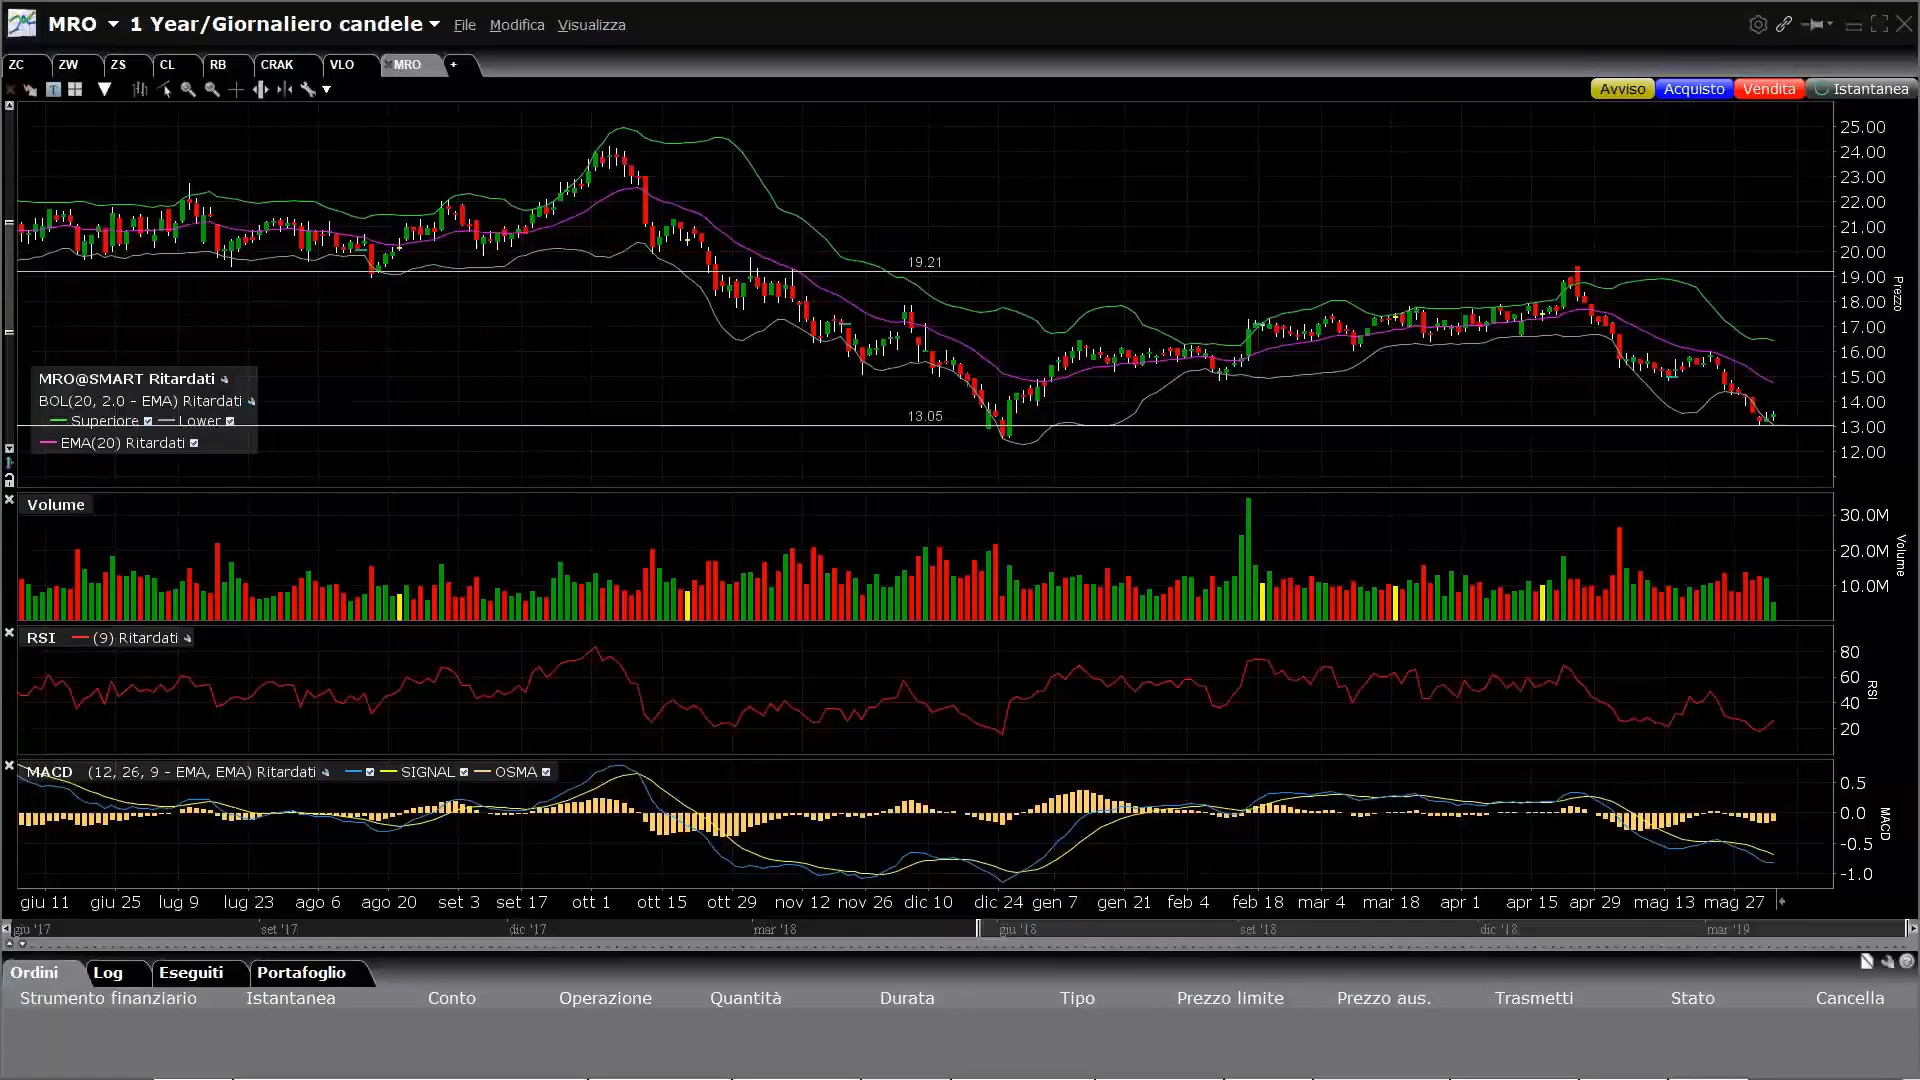 MRO 1 Year/Giornaliero candele File Modifica Visualizza
ZC ZW ZS CL RB CRAK VLO MRO +
T Avviso Acquisto Vendita Istantanea
25.00
24.00
23.00
22.00
21.00
20.00
19.21
19.00
Prezzo
18.00
17.00
16.00
15.00
14.00
13.05
13.00
12.00
MRO@SMART Ritardati
BOL(20, 2.0 - EMA) Ritardati
Superiore Lower
EMA(20) Ritardati
Volume
30.0M
20.0M
10.0M
Volume
RSI (9) Ritardati
80
60
40
20
RSI
MACD (12, 26, 9 - EMA, EMA) Ritardati SIGNAL OSMA
0.5
0.0
-0.5
-1.0
MACD
giu 11 giu 25 lug 9 lug 23 ago 6 ago 20 set 3 set 17 ott 1 ott 15 ott 29 nov 12 nov 26 dic 10 dic 24 gen 7 gen 21 feb 4 feb 18 mar 4 mar 18 apr 1 apr 15 apr 29 mag 13 mag 27
giu '17 set '17 dic '17 mar '18 giu '18 set '18 dic '18 mar '19
Ordini Log Eseguiti Portafoglio
Strumento finanziario Istantanea Conto Operazione Quantità Durata Tipo Prezzo limite Prezzo aus. Trasmetti Stato Cancella